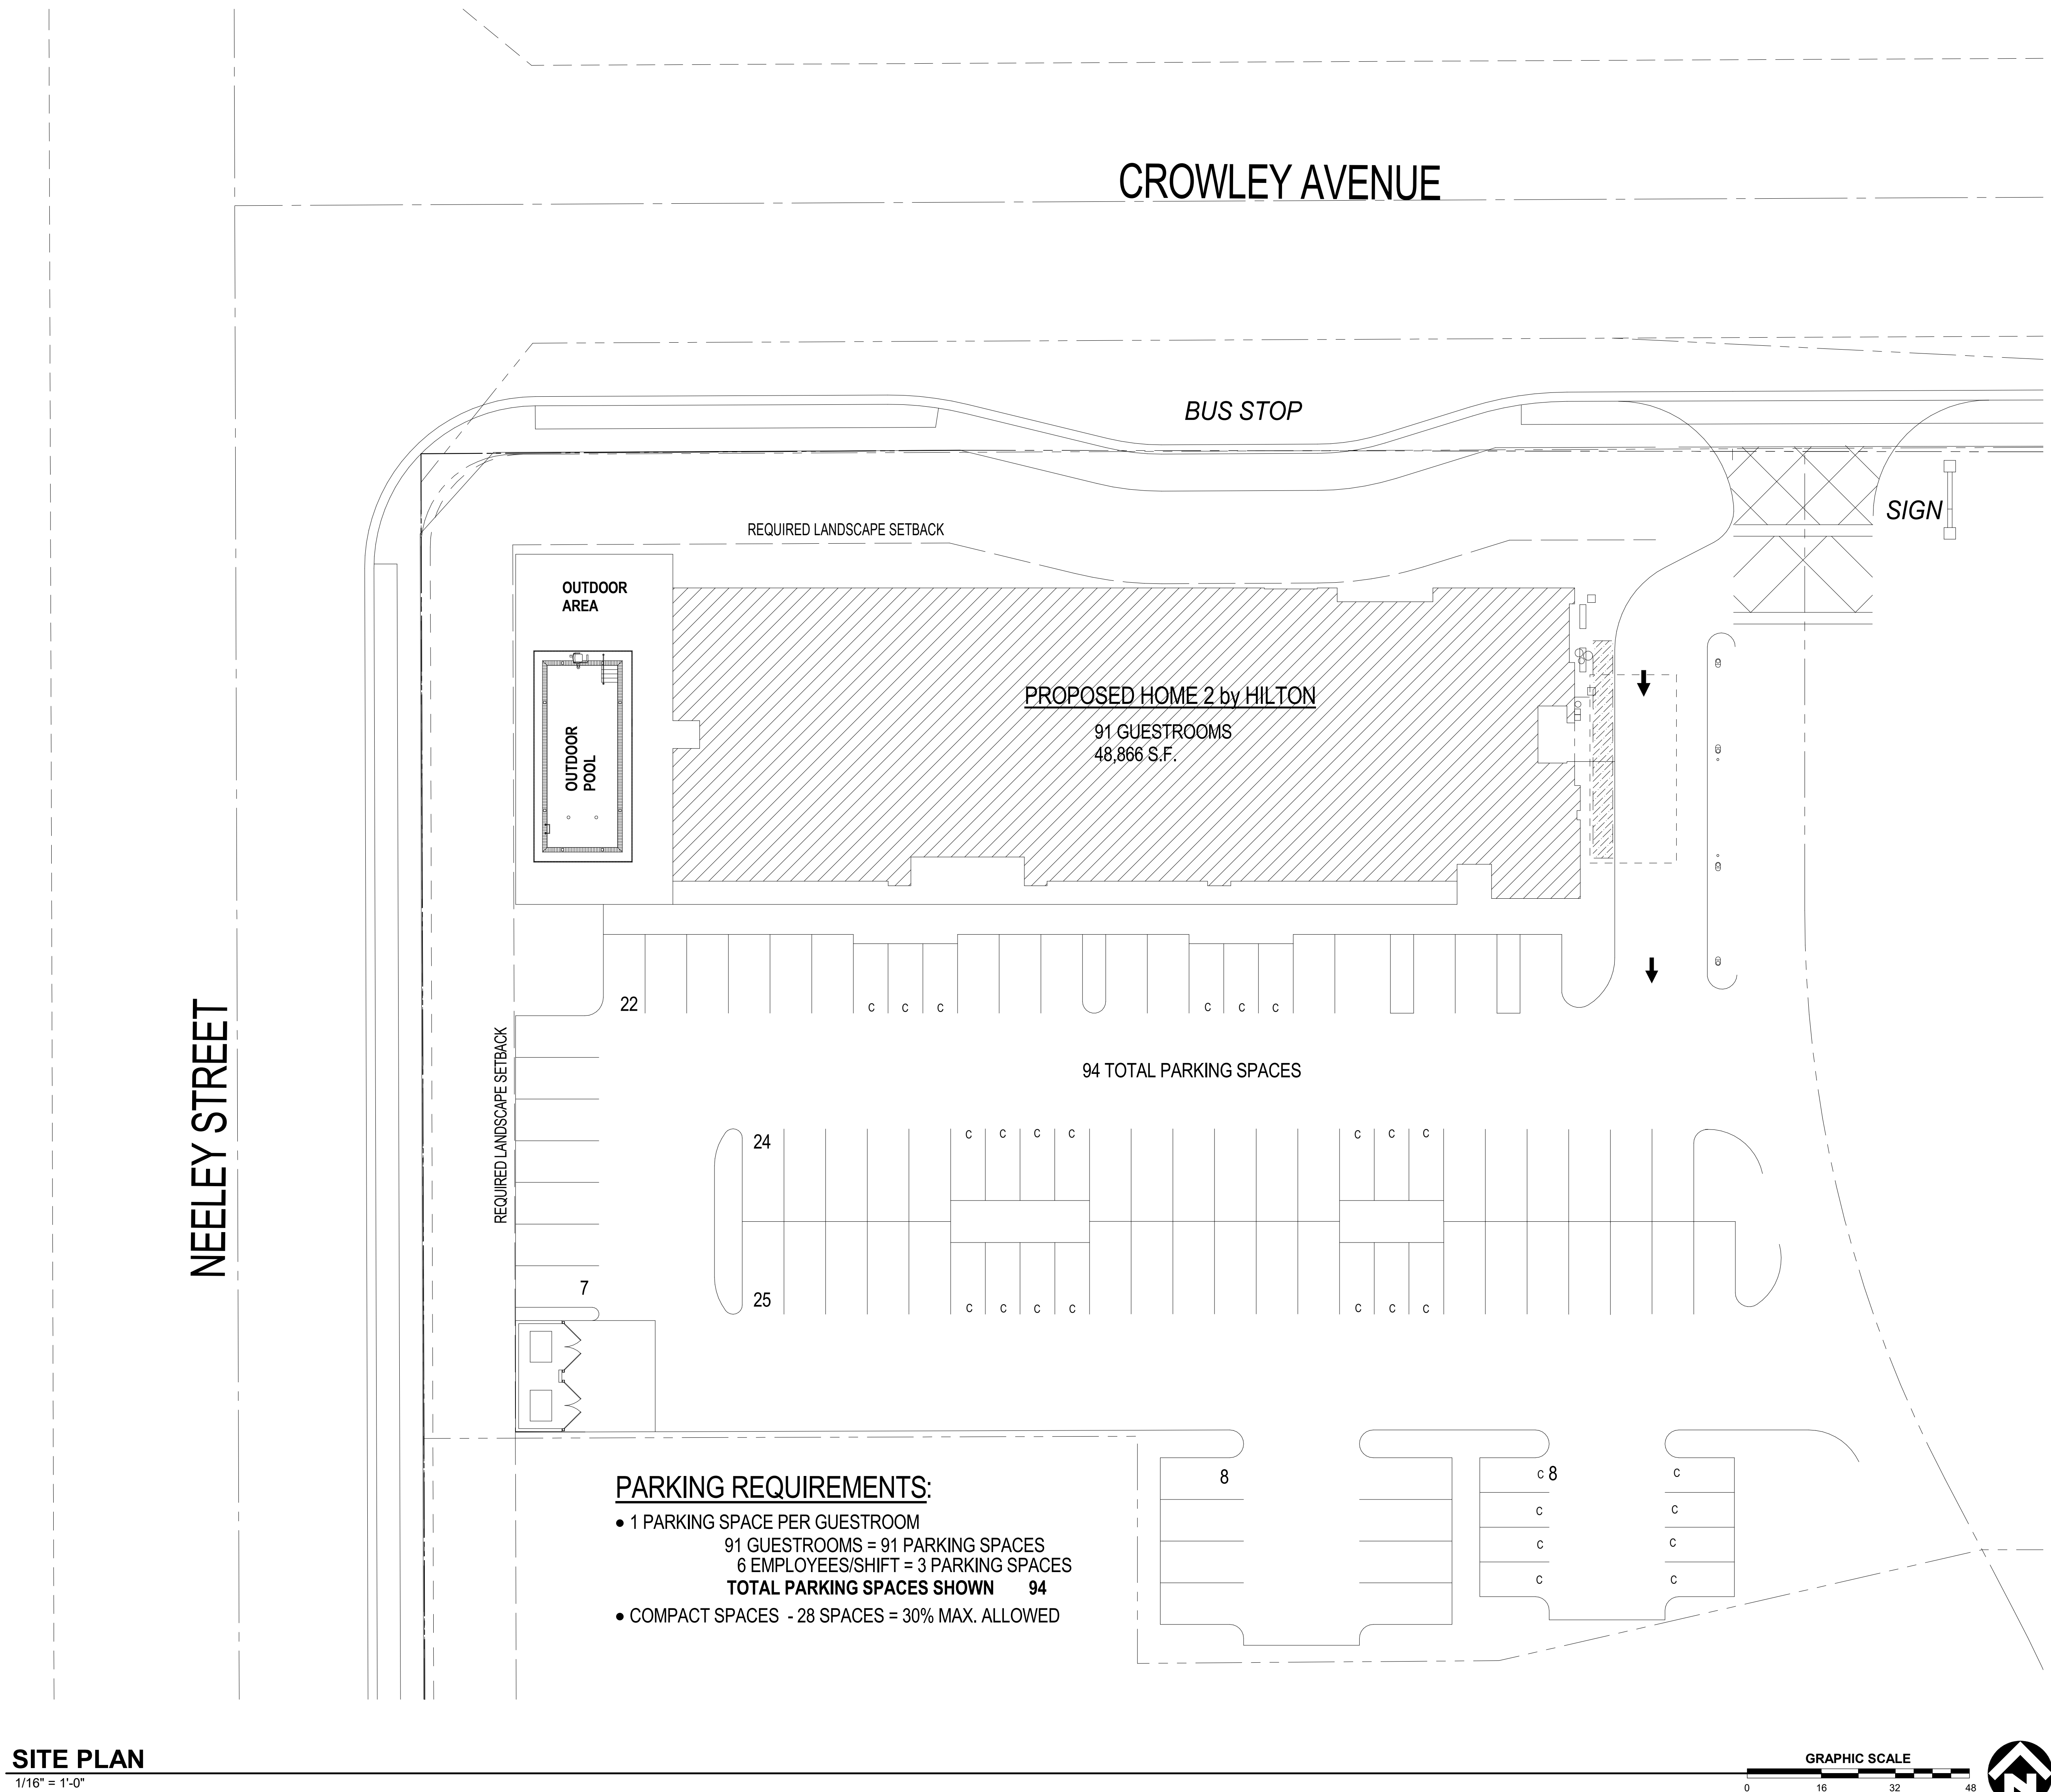 CROWLEY AVENUE
BUS STOP
SIGN
REQUIRED LANDSCAPE SETBACK
OUTDOOR
AREA
OUTDOOR
POOL
PROPOSED HOME 2 by HILTON
91 GUESTROOMS
48,866 S.F.
NEELEY STREET
REQUIRED LANDSCAPE SETBACK
22
C C C C C C
94 TOTAL PARKING SPACES
24
C C C C C C C
7
25
C C C C C C C
8
C 8 C
C C
C C
C C
PARKING REQUIREMENTS:
• 1 PARKING SPACE PER GUESTROOM
91 GUESTROOMS = 91 PARKING SPACES
6 EMPLOYEES/SHIFT = 3 PARKING SPACES
TOTAL PARKING SPACES SHOWN 94
• COMPACT SPACES - 28 SPACES = 30% MAX. ALLOWED
SITE PLAN
1/16" = 1'-0"
GRAPHIC SCALE
0 16 32 48
N